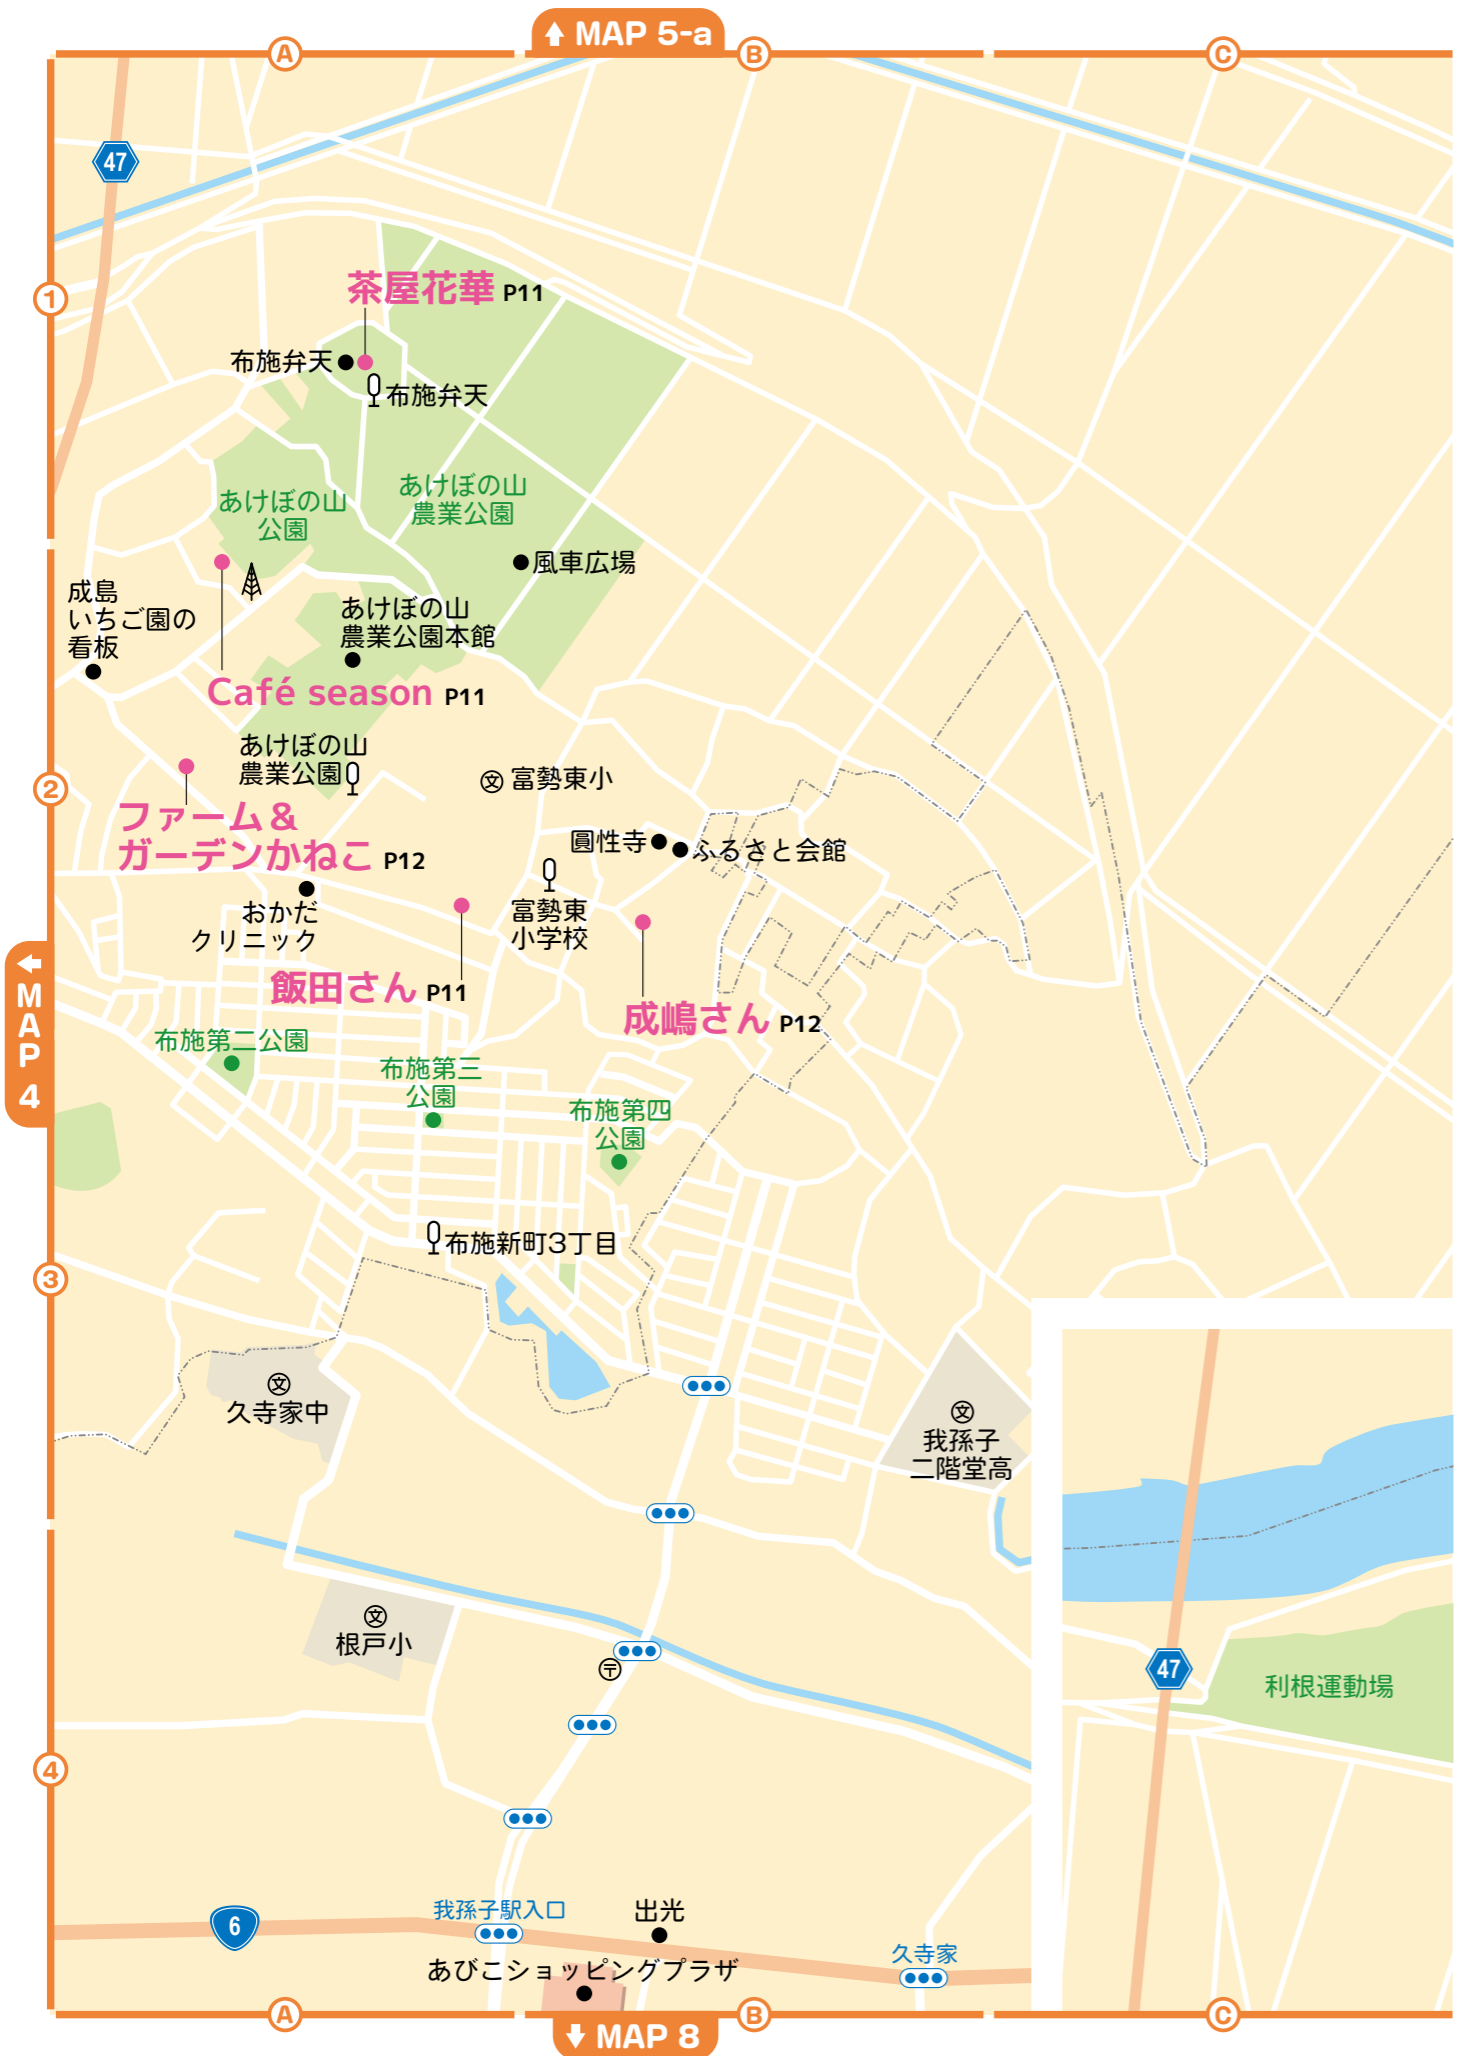 MAP 5-a
A
B
C
47
1
茶屋花華 P11
布施弁天
布施弁天
あけぼの山
公園
あけぼの山
農業公園
風車広場
成島
いちご園の
看板
あけぼの山
農業公園本館
Café season P11
あけぼの山
農業公園
2
文 富勢東小
ファーム&
ガーデンかねこ P12
圓性寺
ふるさと会館
おかだ
クリニック
富勢東
小学校
飯田さん P11
成嶋さん P12
MAP 4
布施第二公園
布施第三
公園
布施第四
公園
布施新町3丁目
3
文
久寺家中
文
我孫子
二階堂高
文
根戸小
〒
47
利根運動場
4
6
我孫子駅入口
出光
久寺家
あびこショッピングプラザ
A
B
C
MAP 8